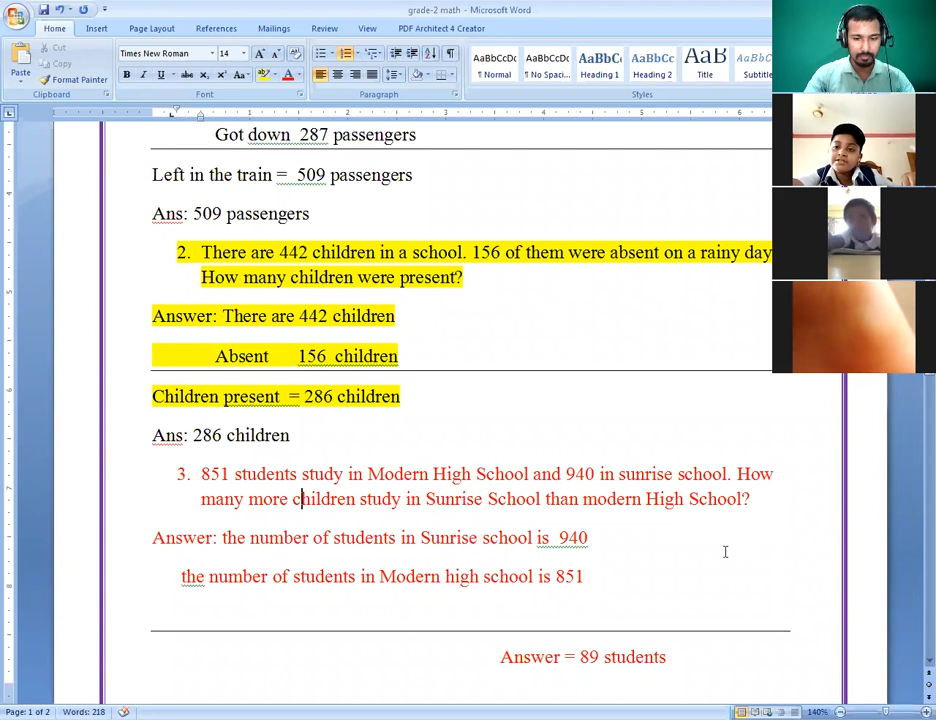 grade-2 math - Microsoft Word
Home Insert Page Layout References Mailings Review View PDF Architect 4 Creator
Paste
Cut
Copy
Format Painter
Clipboard
Times New Roman 14
Font
Paragraph
AaBbCcDc AaBbCcDc AaBbC AaBbCc AaB AaBbCc
¶ Normal ¶ No Spaci... Heading 1 Heading 2 Title Subtitle
Styles
Got down 287 passengers
Left in the train = 509 passengers
Ans: 509 passengers
2. There are 442 children in a school. 156 of them were absent on a rainy day
How many children were present?
Answer: There are 442 children
Absent 156 children
Children present = 286 children
Ans: 286 children
3. 851 students study in Modern High School and 940 in sunrise school. How
many more children study in Sunrise School than modern High School?
Answer: the number of students in Sunrise school is 940
the number of students in Modern high school is 851
Answer = 89 students
Page: 1 of 2 Words: 218 140%